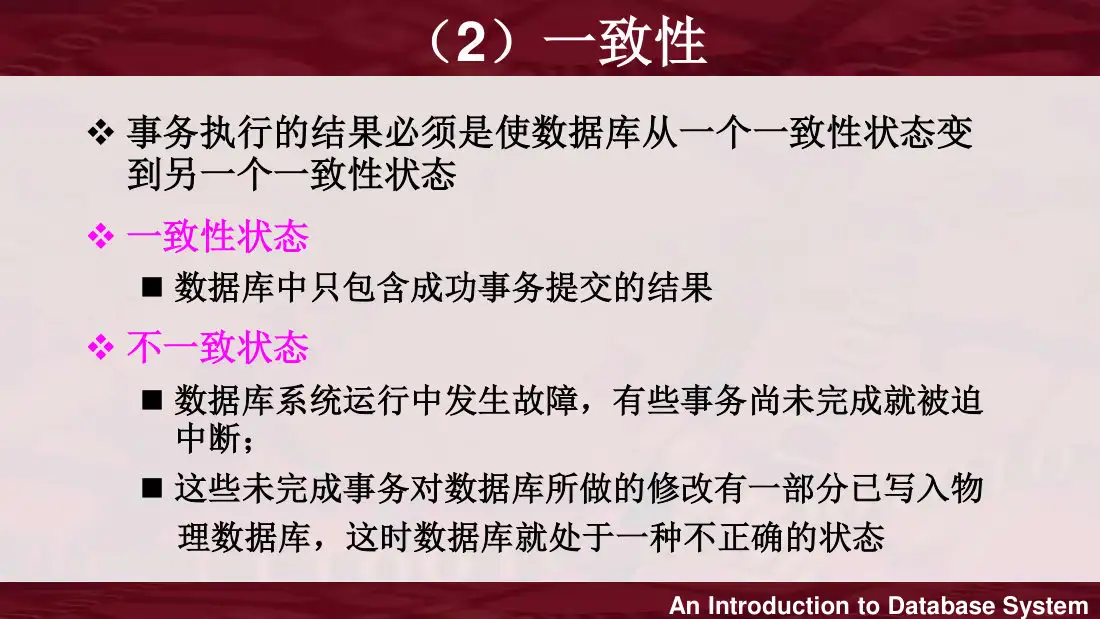 （2）一致性
❖ 事务执行的结果必须是使数据库从一个一致性状态变
到另一个一致性状态
❖ 一致性状态
■ 数据库中只包含成功事务提交的结果
❖ 不一致状态
■ 数据库系统运行中发生故障，有些事务尚未完成就被迫
中断；
■ 这些未完成事务对数据库所做的修改有一部分已写入物
理数据库，这时数据库就处于一种不正确的状态
An Introduction to Database System